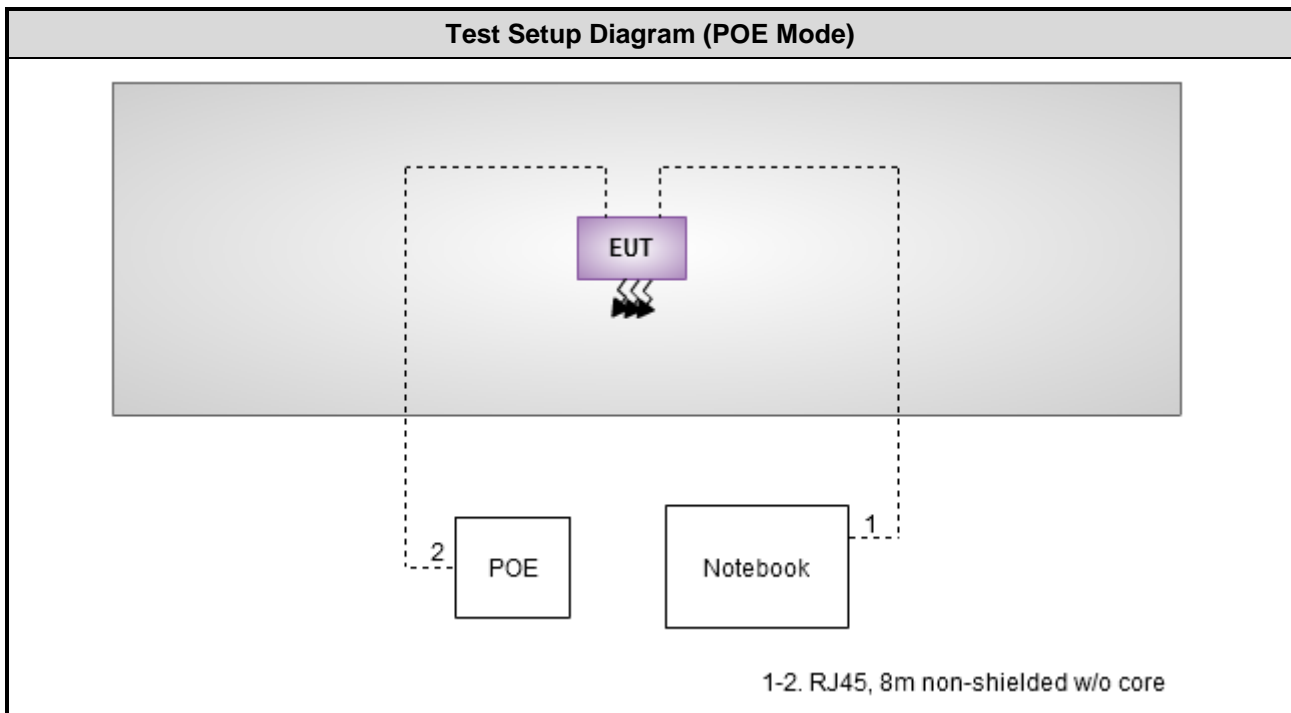 Test Setup Diagram (POE Mode)
EUT
2
POE
Notebook
1
1-2. RJ45, 8m non-shielded w/o core